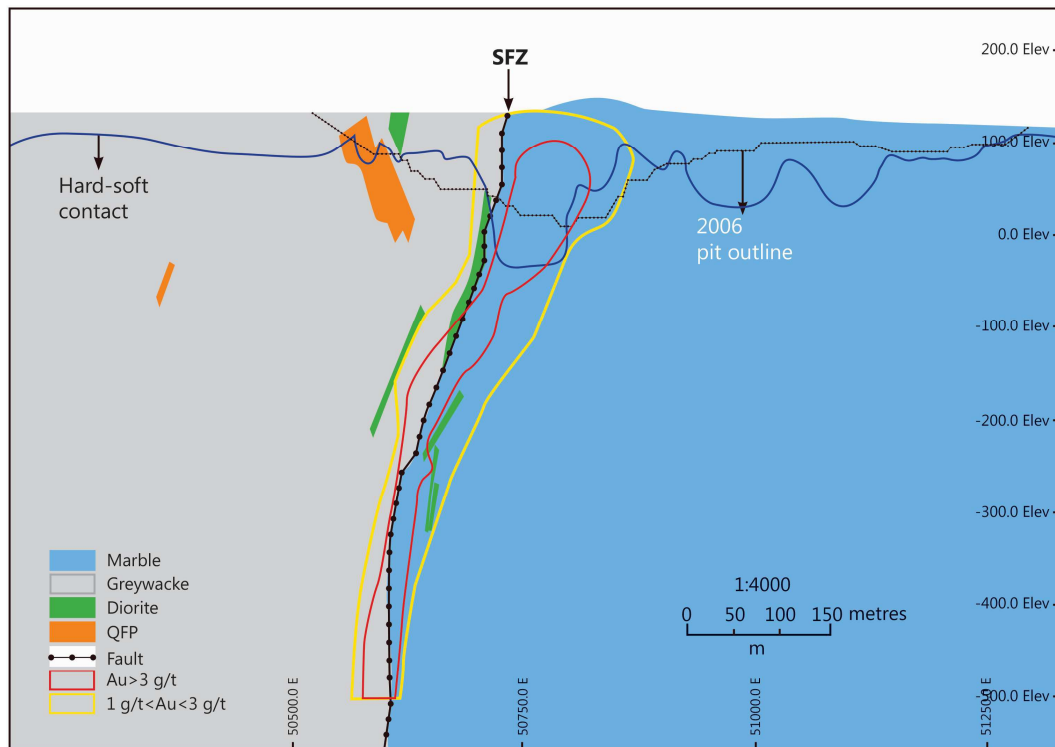 SFZ
200.0 Elev
100.0 Elev
Hard-soft
contact
2006
pit outline
0.0 Elev
-100.0 Elev
-200.0 Elev
-300.0 Elev
-400.0 Elev
-500.0 Elev
Marble
Greywacke
Diorite
QFP
Fault
Au>3 g/t
1 g/t<Au<3 g/t
1:4000
0 50 100 150 metres
m
50500.0 E
50750.0 E
51000.0 E
51250.0 E